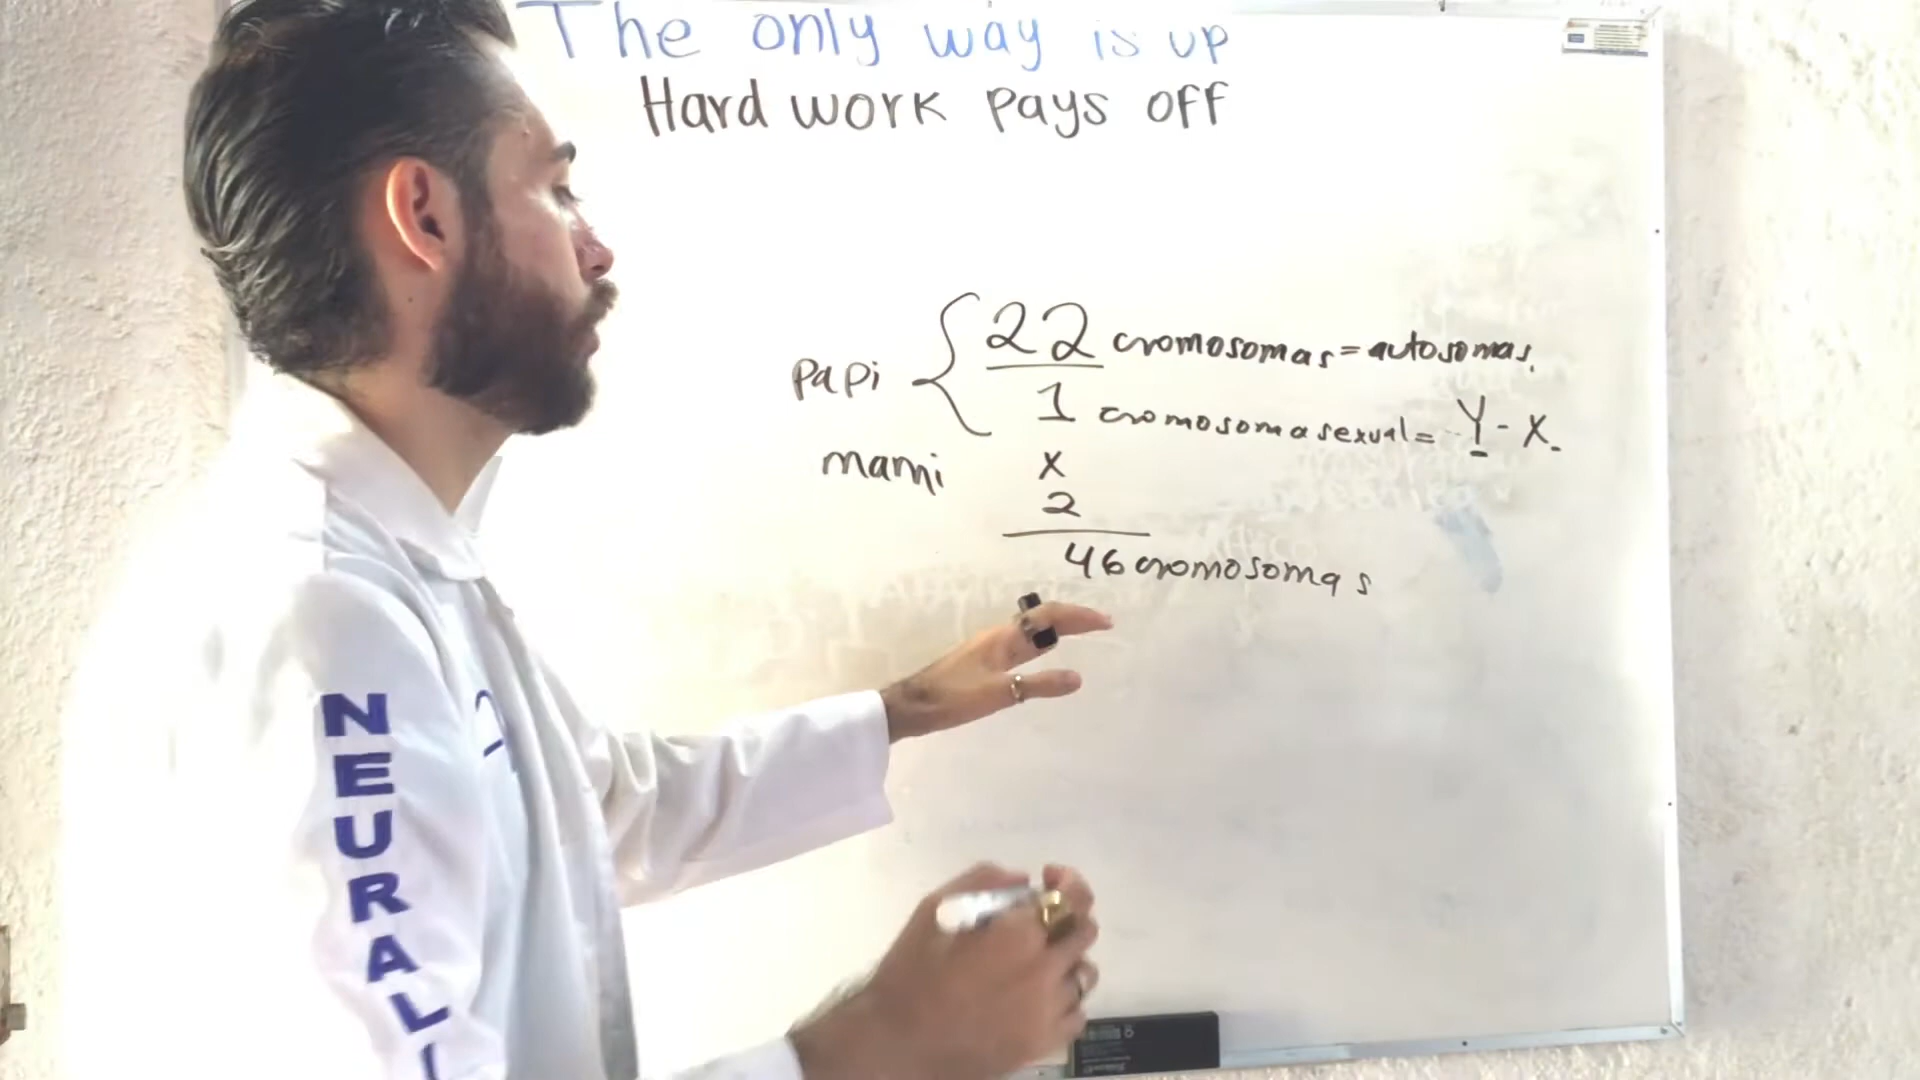 The only way is up
Hard work pays off
papi { 22 cromosomas = autosomas.
1 cromosoma sexual = Y - X.
mami x
2
46 cromosomas
NEURALI